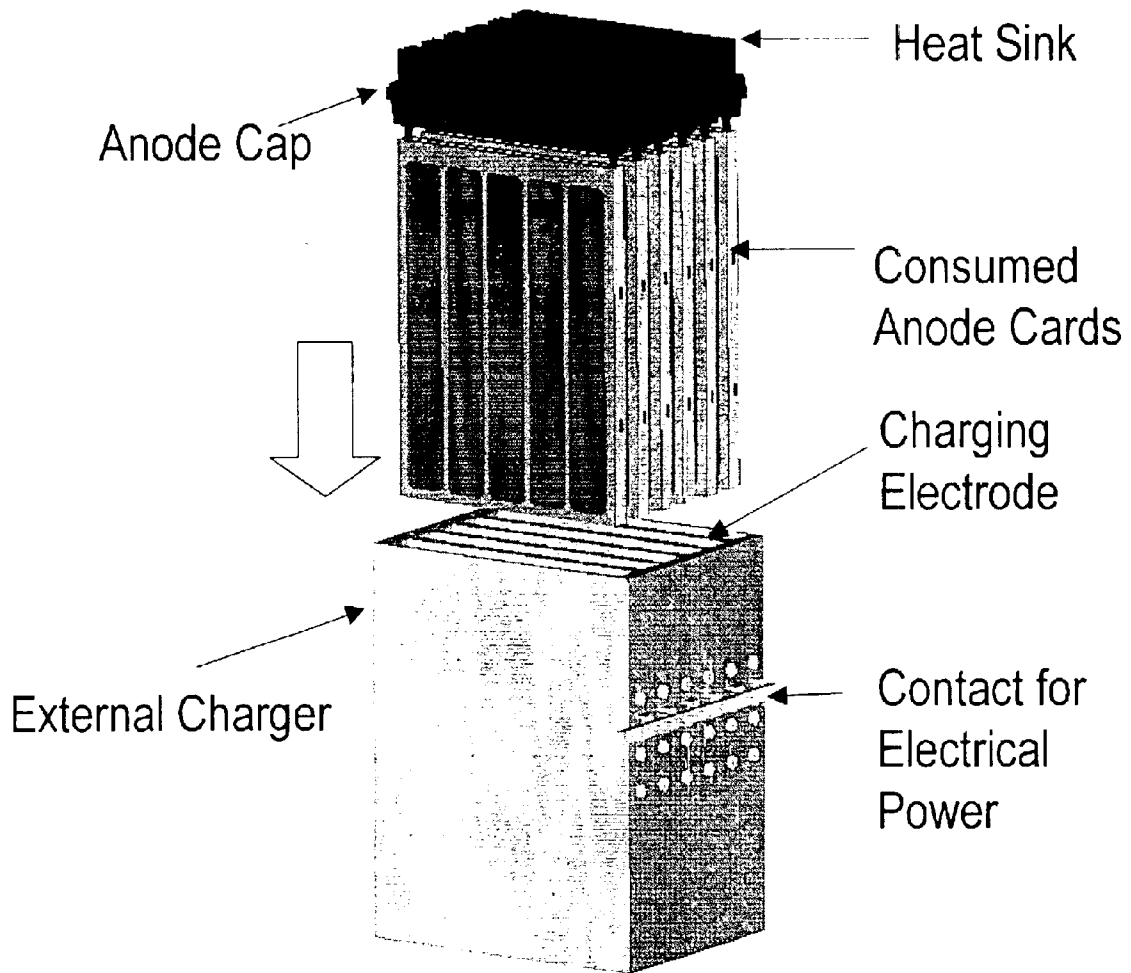 Heat Sink
Anode Cap
Consumed
Anode Cards
Charging
Electrode
External Charger
Contact for
Electrical
Power